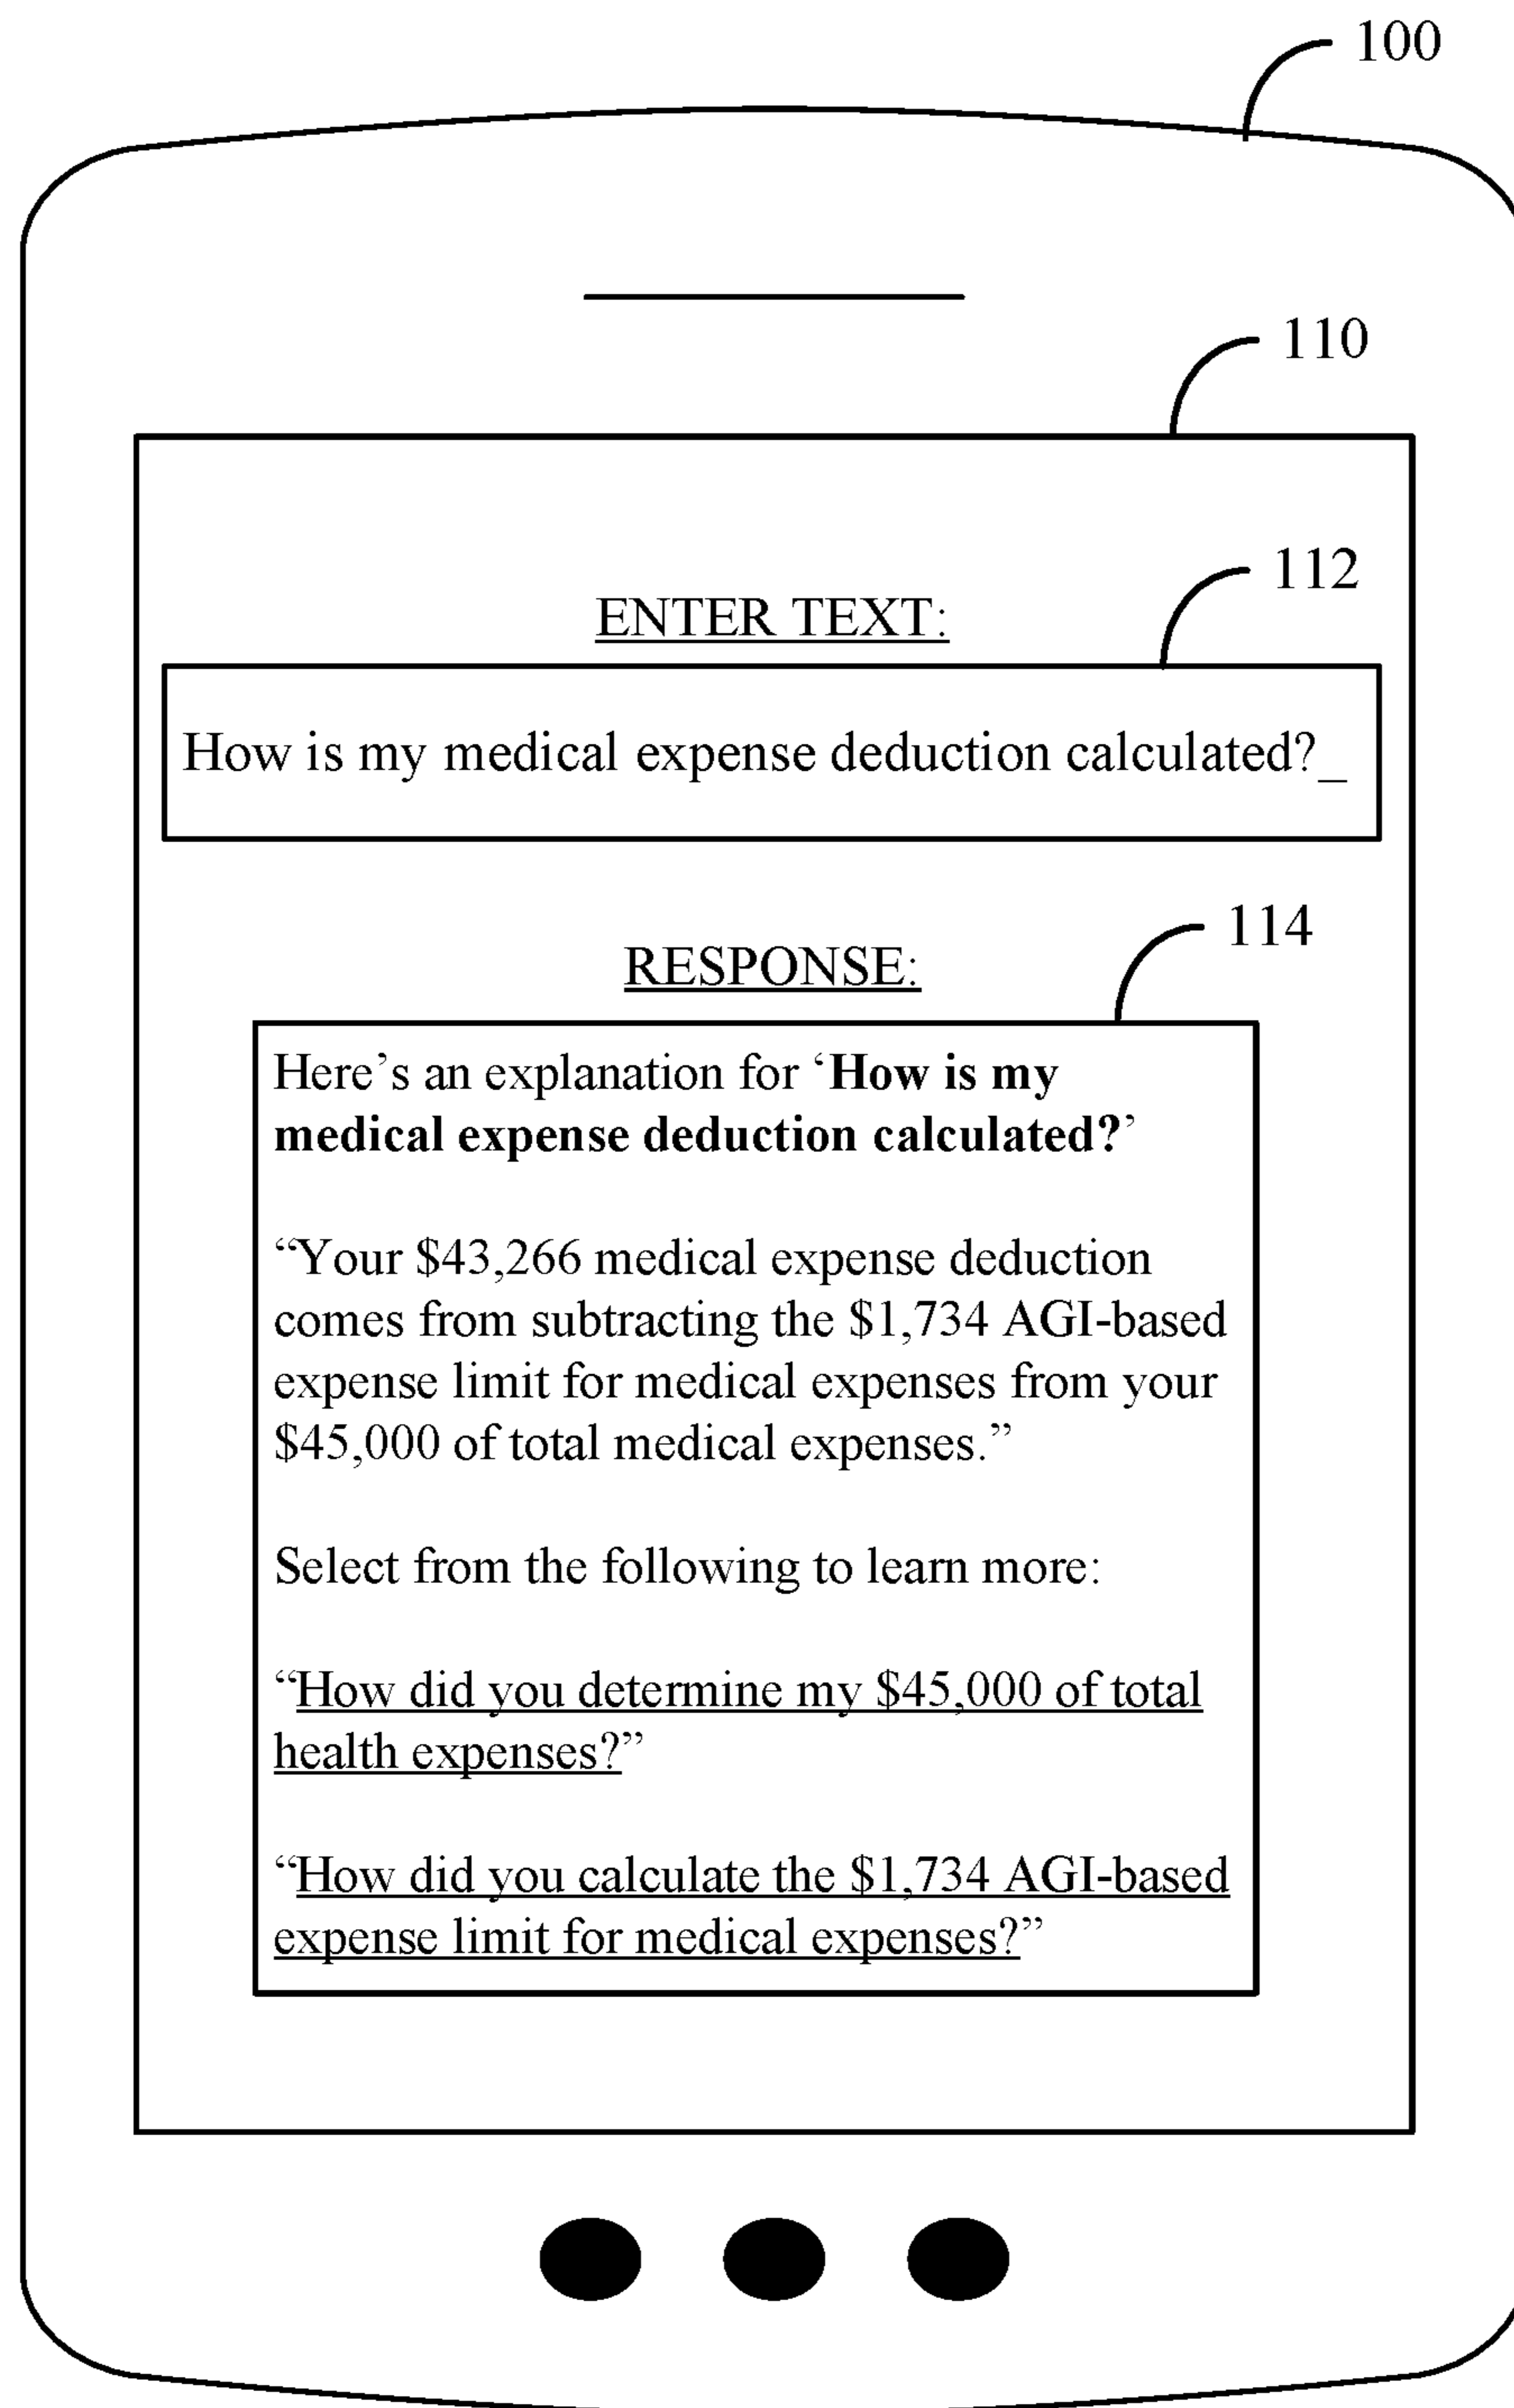 100
110
112
ENTER TEXT:
How is my medical expense deduction calculated?_
114
RESPONSE:
Here’s an explanation for ‘How is my
medical expense deduction calculated?’
“Your $43,266 medical expense deduction
comes from subtracting the $1,734 AGI-based
expense limit for medical expenses from your
$45,000 of total medical expenses.”
Select from the following to learn more:
“How did you determine my $45,000 of total
health expenses?”
“How did you calculate the $1,734 AGI-based
expense limit for medical expenses?”